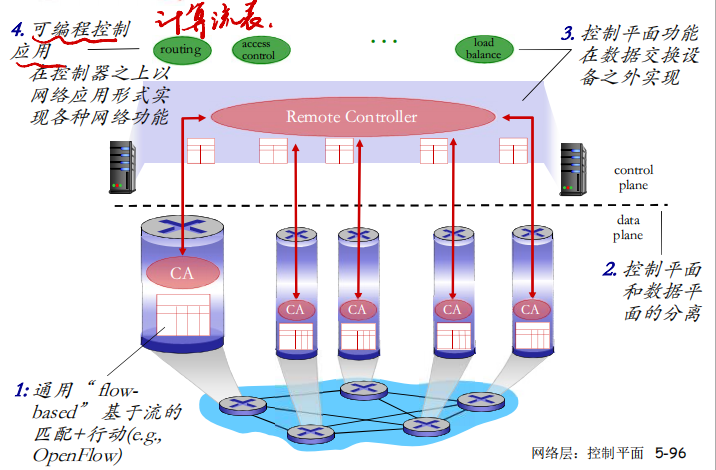 计算流表.
4. 可编程控制
应用
在控制器之上以
网络应用形式实
现各种网络功能
routing
access
control
...
load
balance
3. 控制平面功能
在数据交换设
备之外实现
Remote Controller
control
plane
data
plane
CA
CA
CA
CA
CA
2. 控制平面
和数据平
面的分离
1: 通用“flow-
based”基于流的
匹配+行动(e.g.,
OpenFlow)
网络层：控制平面 5-96